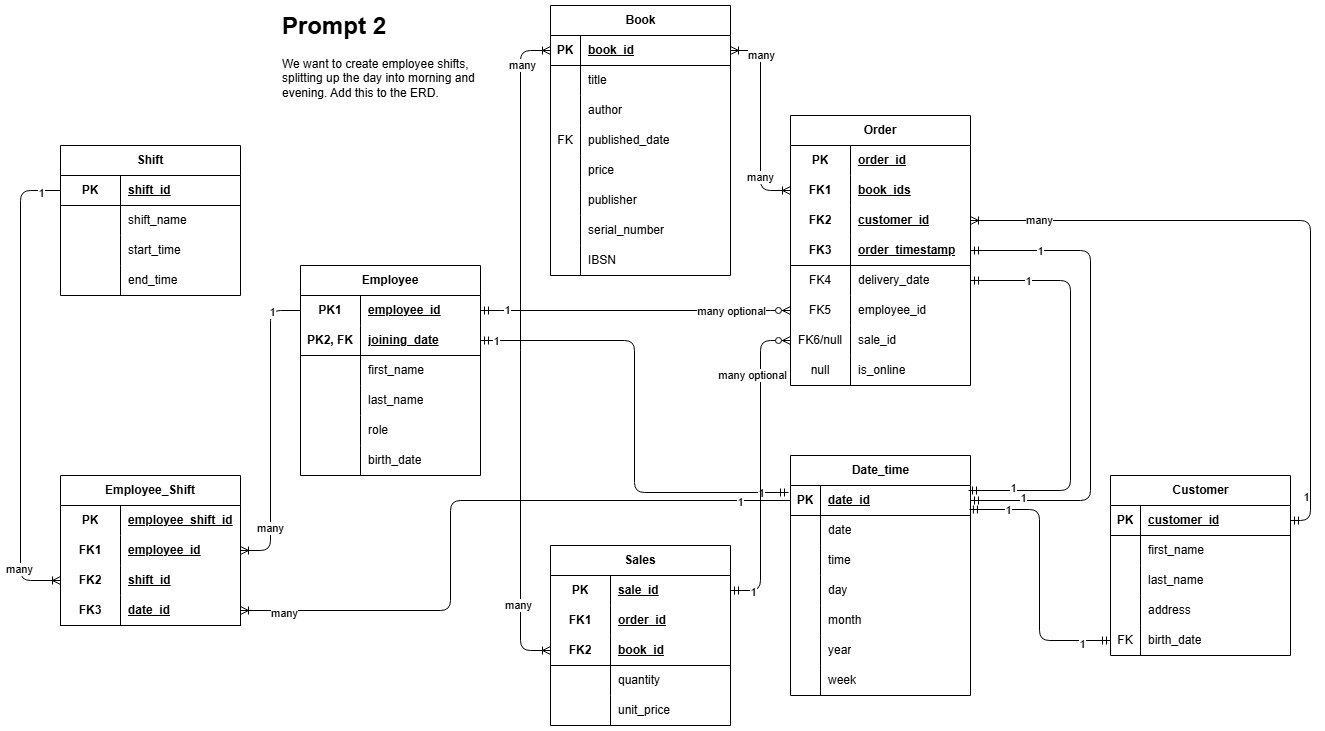 Prompt 2
We want to create employee shifts,
splitting up the day into morning and
evening. Add this to the ERD.
Book
PK book_id
title
author
FK published_date
price
publisher
serial_number
IBSN
many
many
many
many
Order
PK order_id
FK1 book_ids
FK2 customer_id
FK3 order_timestamp
FK4 delivery_date
FK5 employee_id
FK6/null sale_id
null is_online
many
1
1
Shift
PK shift_id
shift_name
start_time
end_time
1
Employee
PK1 employee_id
PK2, FK joining_date
first_name
last_name
role
birth_date
1
1
1
many optional
many optional
many
many
Employee_Shift
PK employee_shift_id
FK1 employee_id
FK2 shift_id
FK3 date_id
many
Sales
PK sale_id
FK1 order_id
FK2 book_id
quantity
unit_price
1
Date_time
PK date_id
date
time
day
month
year
week
1
1
1
1
1
1
Customer
PK customer_id
first_name
last_name
address
FK birth_date
1